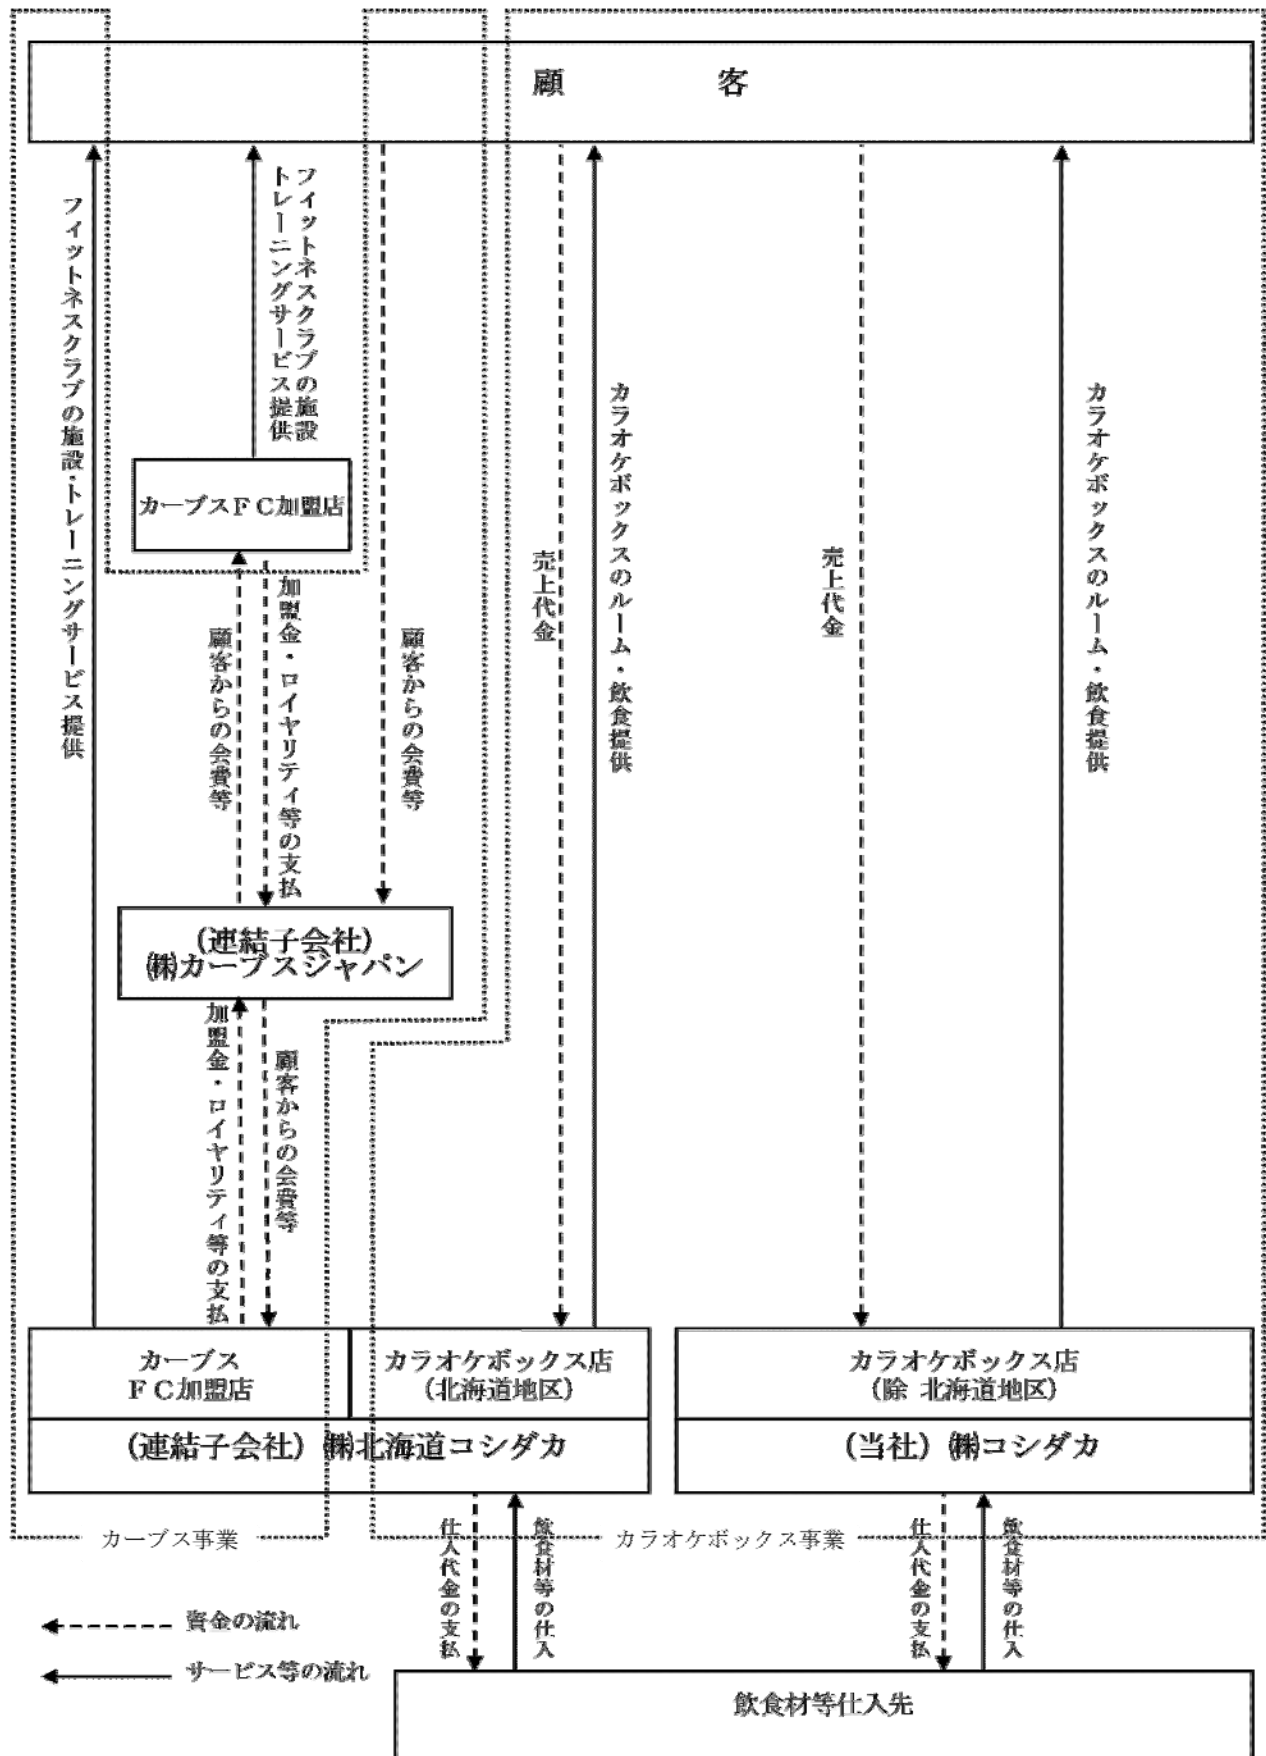 顧客
フィットネスクラブの施設・トレーニングサービス提供
フィットネスクラブの施設
トレーニングサービス提供
カーブスＦＣ加盟店
顧客からの会費等
加盟金・ロイヤリティ等の支払
顧客からの会費等
売上代金
カラオケボックスのルーム・飲食提供
売上代金
カラオケボックスのルーム・飲食提供
(連結子会社)
㈱カーブスジャパン
加盟金・ロイヤリティ等の支払
顧客からの会費等
カーブス
ＦＣ加盟店
カラオケボックス店
(北海道地区)
カラオケボックス店
(除 北海道地区)
(連結子会社) ㈱北海道コシダカ
(当社) ㈱コシダカ
カーブス事業
カラオケボックス事業
仕入代金の支払
飲食材等の仕入
仕入代金の支払
飲食材等の仕入
資金の流れ
サービス等の流れ
飲食材等仕入先